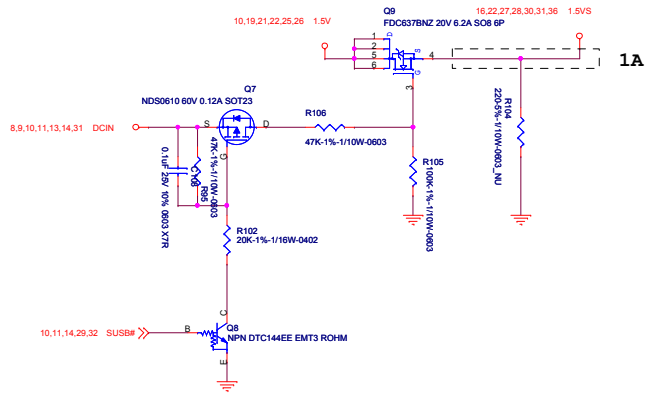 Q9
FDC637BNZ 20V 6.2A SO8 6P
10,19,21,22,25,26 1.5V
16,22,27,28,30,31,36 1.5VS
1
2
5
6
D
S
G
4
3
1A
Q7
NDS0610 60V 0.12A SOT23
8,9,10,11,13,14,31 DCIN
S
D
G
R106
47K-1%-1/10W-0603
R104
220-5%-1/10W-0603_NU
R105
100K-1%-1/10W-0603
C108
0.1uF 25V 10% 0603 X7R
R95
47K-1%-1/10W-0603
R102
20K-1%-1/16W-0402
10,11,14,29,32 SUSB#
B
C
E
Q8
NPN DTC144EE EMT3 ROHM